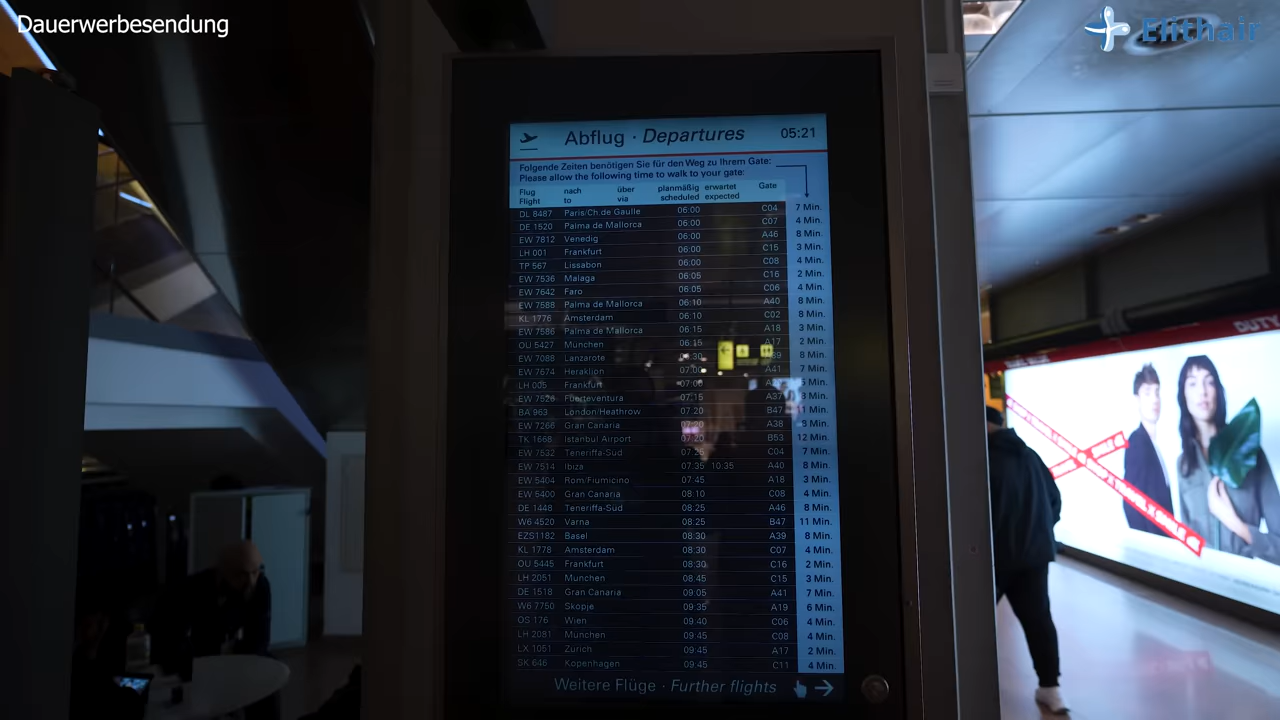 Dauerwerbesendung
Elithair
Abflug · Departures 05:21
Folgende Zeiten benötigen Sie für den Weg zu Ihrem Gate:
Please allow the following time to walk to your gate:
Flug nach über planmäßig erwartet Gate
Flight to via scheduled expected
DL 8487 Paris/Ch.de Gaulle 06:00 C04 7 Min.
DE 1520 Palma de Mallorca 06:00 C07 4 Min.
EW 7812 Venedig 06:00 A46 8 Min.
LH 001 Frankfurt 06:00 C15 3 Min.
TP 567 Lissabon 06:00 C08 4 Min.
EW 7536 Malaga 06:05 C16 2 Min.
EW 7642 Faro 06:05 C06 4 Min.
EW 7588 Palma de Mallorca 06:10 A40 8 Min.
KL 1776 Amsterdam 06:10 C02 8 Min.
EW 7586 Palma de Mallorca 06:15 A18 3 Min.
OU 5427 München 06:15 A17 2 Min.
EW 7088 Lanzarote 8 Min.
EW 7674 Heraklion 07:00 A41 7 Min.
LH 005 Frankfurt 07:00 Min.
EW 7526 Fuerteventura 07:15 A37 8 Min.
BA 963 London/Heathrow 07:20 B47 11 Min.
EW 7266 Gran Canaria 07:20 A38 8 Min.
TK 1668 Istanbul Airport 07:20 B53 12 Min.
EW 7532 Teneriffa-Süd 07:25 C04 7 Min.
EW 7514 Ibiza 07:35 10:35 A40 8 Min.
EW 5404 Rom/Fiumicino 07:45 A18 3 Min.
EW 5400 Gran Canaria 08:10 C08 4 Min.
DE 1448 Teneriffa-Süd 08:25 A46 8 Min.
W6 4520 Varna 08:25 B47 11 Min.
EZS1182 Basel 08:30 A39 8 Min.
KL 1778 Amsterdam 08:30 C07 4 Min.
OU 5445 Frankfurt 08:30 C16 2 Min.
LH 2051 München 08:45 C15 3 Min.
DE 1518 Gran Canaria 09:05 A41 7 Min.
W6 7750 Skopje 09:35 A19 6 Min.
OS 176 Wien 09:40 C06 4 Min.
LH 2081 München 09:45 C08 4 Min.
LX 1051 Zürich 09:45 A17 2 Min.
SK 646 Kopenhagen 09:45 C11 4 Min.
Weitere Flüge · Further flights
DUTY